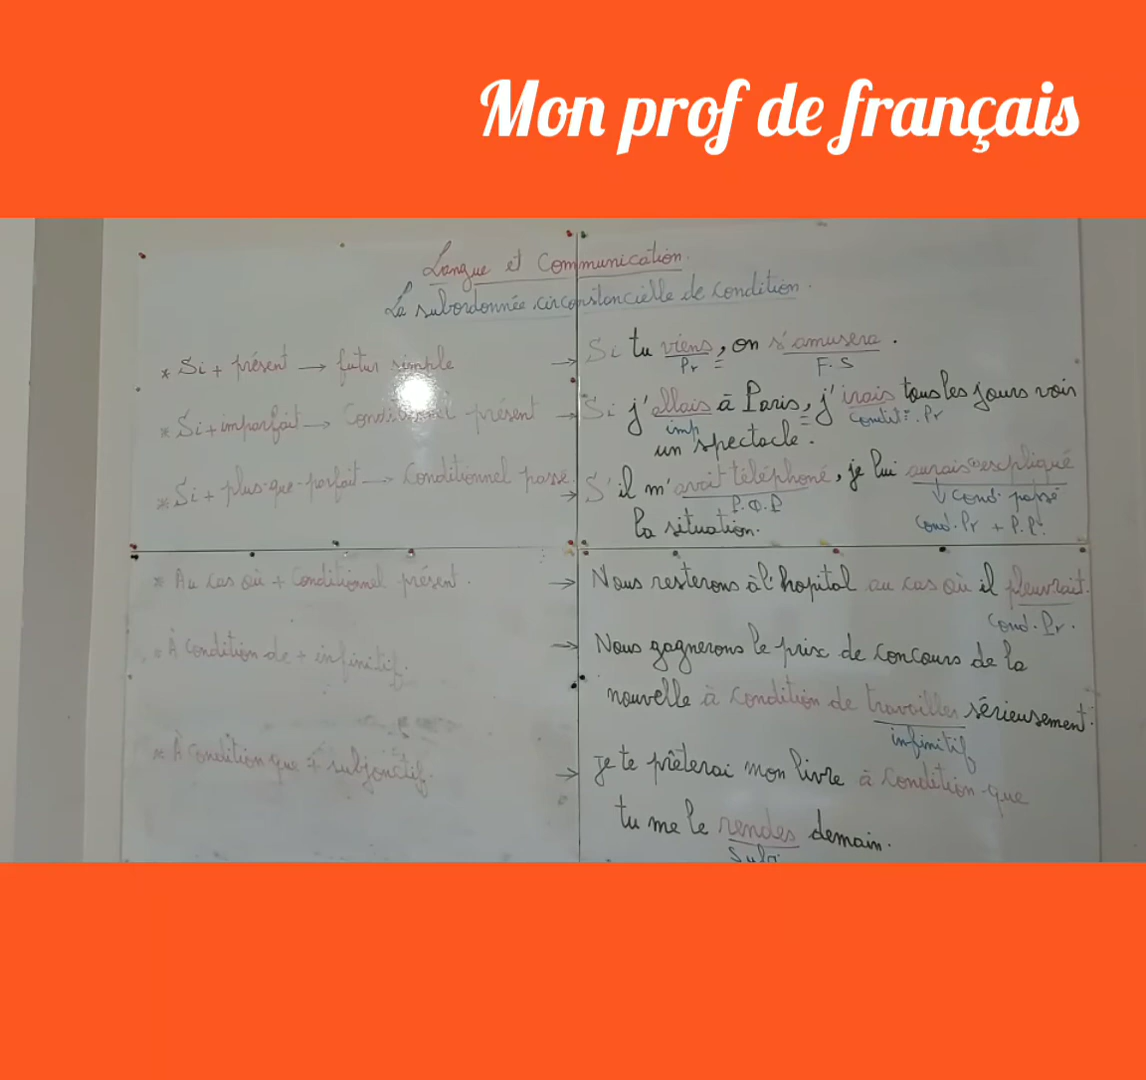 Mon prof de français
Langue et Communication.
La subordonnée circonstancielle de condition.
* Si + présent → futur simple
→ Si tu viens, on s'amusera.
Pr
F.S
* Si + imparfait → Conditionnel présent
→ Si j'allais à Paris, j'irais tous les jours voir
imp
Condit. Pr
un spectacle.
* Si + plus-que-parfait → Conditionnel passé.
→ S'il m'avait téléphoné, je lui aurais expliqué
P.Q.P
↓ Cond. passé
la situation.
Cond. Pr + P.P.
* Au cas où + Conditionnel présent.
→ Nous resterons à l'hopital au cas où il pleuvrait.
Cond. Pr.
* À condition de + infinitif.
→ Nous gagnerons le prix de concours de la
nouvelle à condition de travailler sérieusement.
infinitif
* À condition que + subjonctif.
→ Je te prêterai mon livre à condition que
tu me le rendes demain.
Subj.